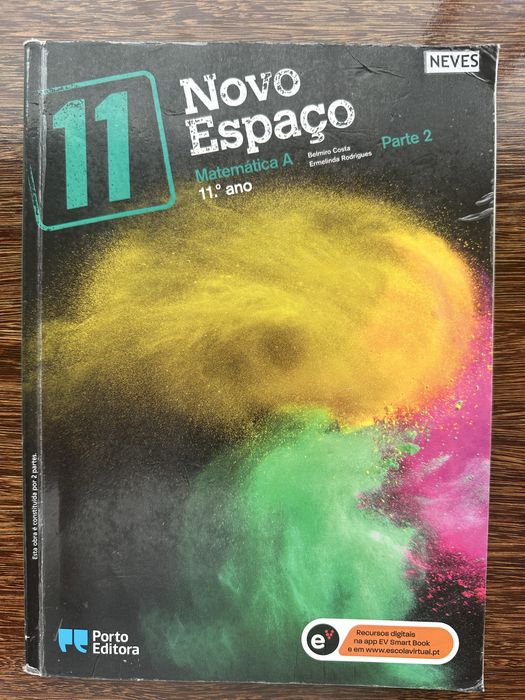 NEVES
11
Novo
Espaço
Matemática A
11.º ano
Belmiro Costa
Ermelinda Rodrigues
Parte 2
Esta obra é constituída por 2 partes.
Porto
Editora
e
Recursos digitais
na app EV Smart Book
e em www.escolavirtual.pt